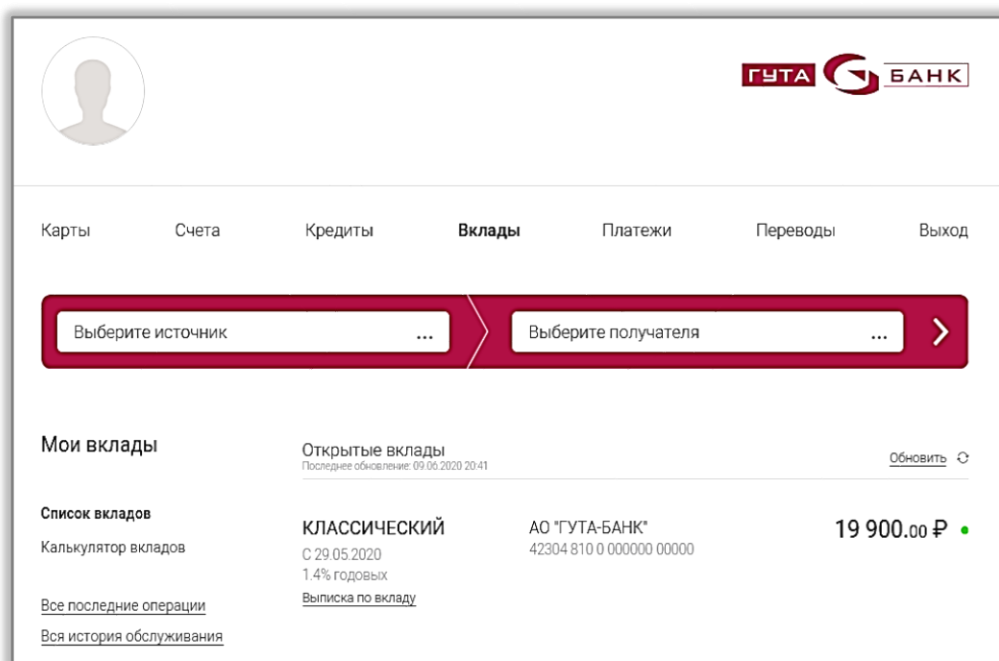 ГУТА БАНК
Карты Счета Кредиты Вклады Платежи Переводы Выход
Выберите источник ... Выберите получателя ...
Мои вклады
Открытые вклады
Последнее обновление: 09.06.2020 20:41
Обновить
Список вкладов
Калькулятор вкладов
Все последние операции
Вся история обслуживания
КЛАССИЧЕСКИЙ
С 29.05.2020
1.4% годовых
Выписка по вкладу
АО "ГУТА-БАНК"
42304 810 0 000000 00000
19 900.00 ₽